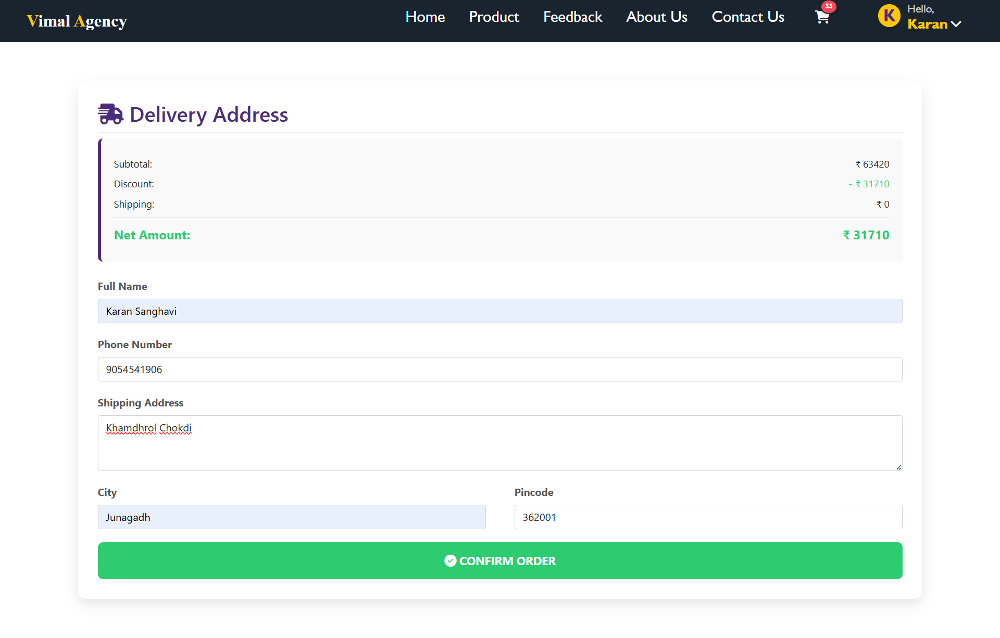 Vimal Agency
Home Product Feedback About Us Contact Us 53 K Hello,
Karan
Delivery Address
Subtotal: ₹ 63420
Discount: - ₹ 31710
Shipping: ₹ 0
Net Amount: ₹ 31710
Full Name
Karan Sanghavi
Phone Number
9054541906
Shipping Address
Khamdhrol Chokdi
City Pincode
Junagadh 362001
CONFIRM ORDER